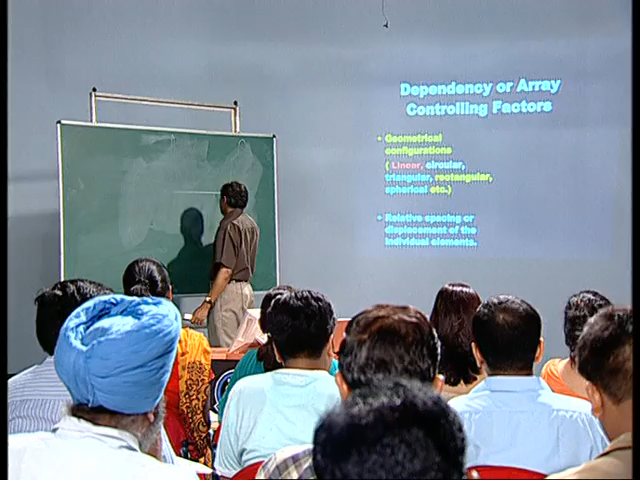 Dependency or Array
Controlling Factors
• Geometrical
configurations
( Linear, circular,
triangular, rectangular,
spherical etc.)
• Relative spacing or
displacement of the
individual elements.